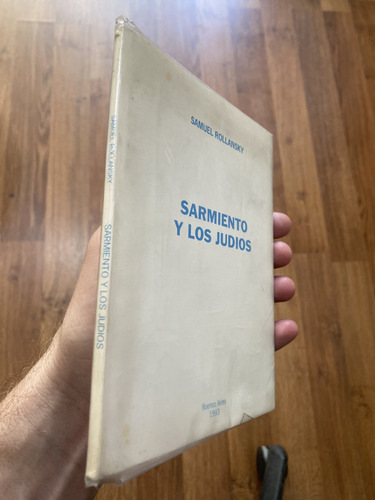 SAMUEL ROLLANSKY
SARMIENTO
Y LOS JUDIOS
Buenos Aires
1993
SAMUEL ROLLANSKY
SARMIENTO Y LOS JUDIOS